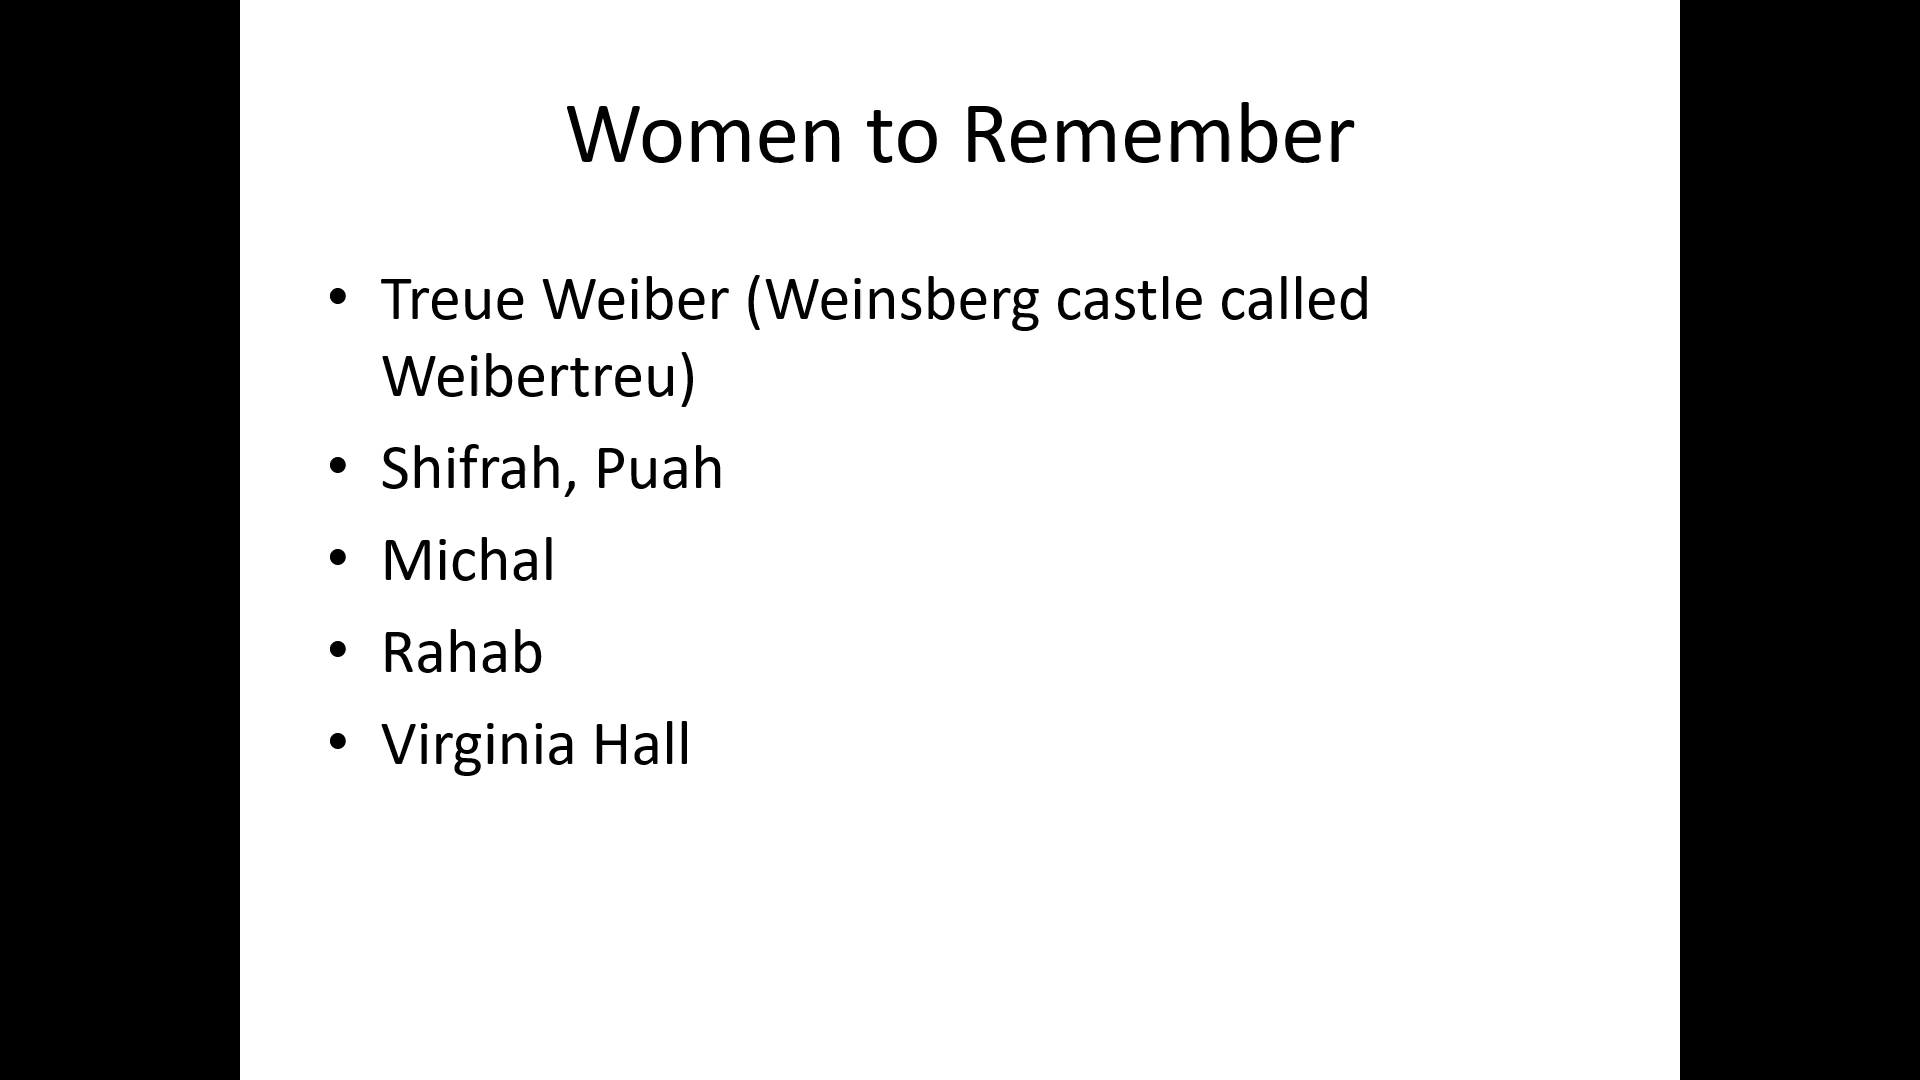 Women to Remember
• Treue Weiber (Weinsberg castle called
Weibertreu)
• Shifrah, Puah
• Michal
• Rahab
• Virginia Hall